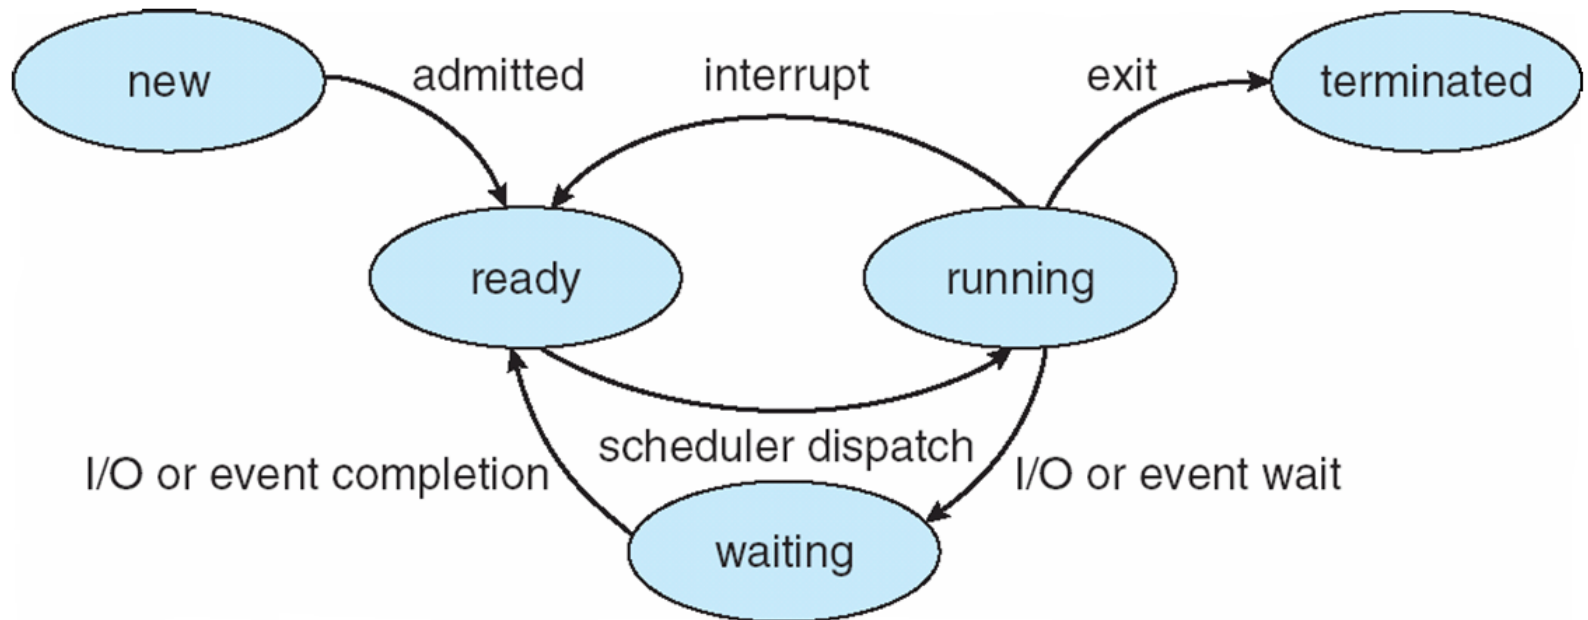 new
admitted
interrupt
exit
terminated
ready
running
scheduler dispatch
I/O or event completion
I/O or event wait
waiting